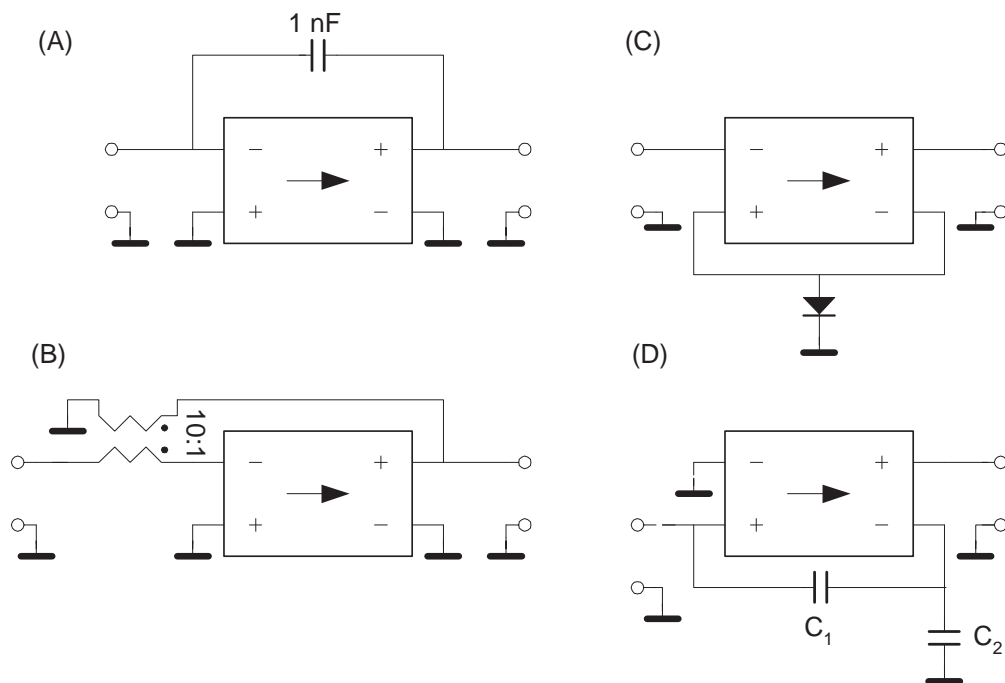 (A)
1 nF
− +
+ −
(B)
10:1
− +
+ −
(C)
− +
+ −
(D)
− +
+ −
C₁
C₂